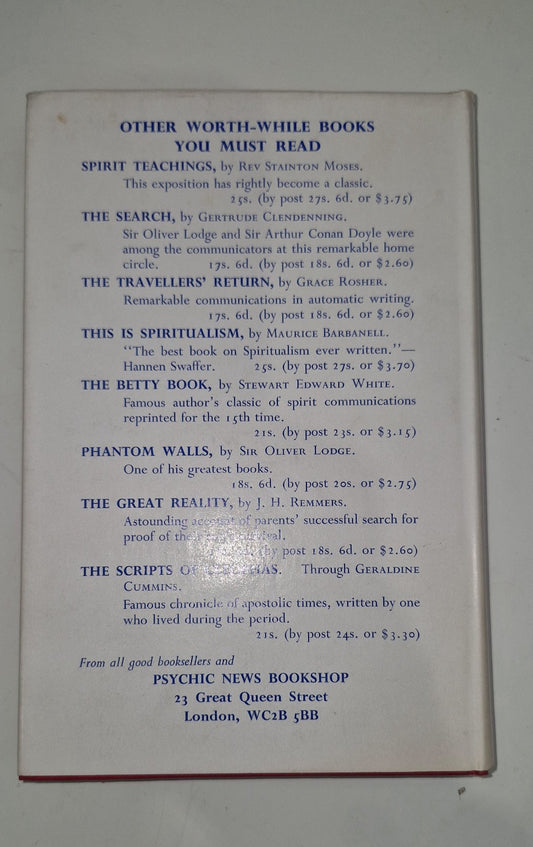 OTHER WORTH-WHILE BOOKS
YOU MUST READ
SPIRIT TEACHINGS, by Rev Stainton Moses.
This exposition has rightly become a classic.
25s. (by post 27s. 6d. or $3.75)
THE SEARCH, by Gertrude Clendenning.
Sir Oliver Lodge and Sir Arthur Conan Doyle were
among the communicators at this remarkable home
circle. 17s. 6d. (by post 18s. 6d. or $2.60)
THE TRAVELLERS' RETURN, by Grace Rosher.
Remarkable communications in automatic writing.
17s. 6d. (by post 18s. 6d. or $2.60)
THIS IS SPIRITUALISM, by Maurice Barbanell.
"The best book on Spiritualism ever written."—
Hannen Swaffer. 25s. (by post 27s. or $3.70)
THE BETTY BOOK, by Stewart Edward White.
Famous author's classic of spirit communications
reprinted for the 15th time.
21s. (by post 23s. or $3.15)
PHANTOM WALLS, by Sir Oliver Lodge.
One of his greatest books.
18s. 6d. (by post 20s. or $2.75)
THE GREAT REALITY, by J. H. Remmers.
Astounding account of parents' successful search for
proof of their survival.
(by post 18s. 6d. or $2.60)
THE SCRIPTS OF Through Geraldine
Cummins.
Famous chronicle of apostolic times, written by one
who lived during the period.
21s. (by post 24s. or $3.30)
From all good booksellers and
PSYCHIC NEWS BOOKSHOP
23 Great Queen Street
London, WC2B 5BB